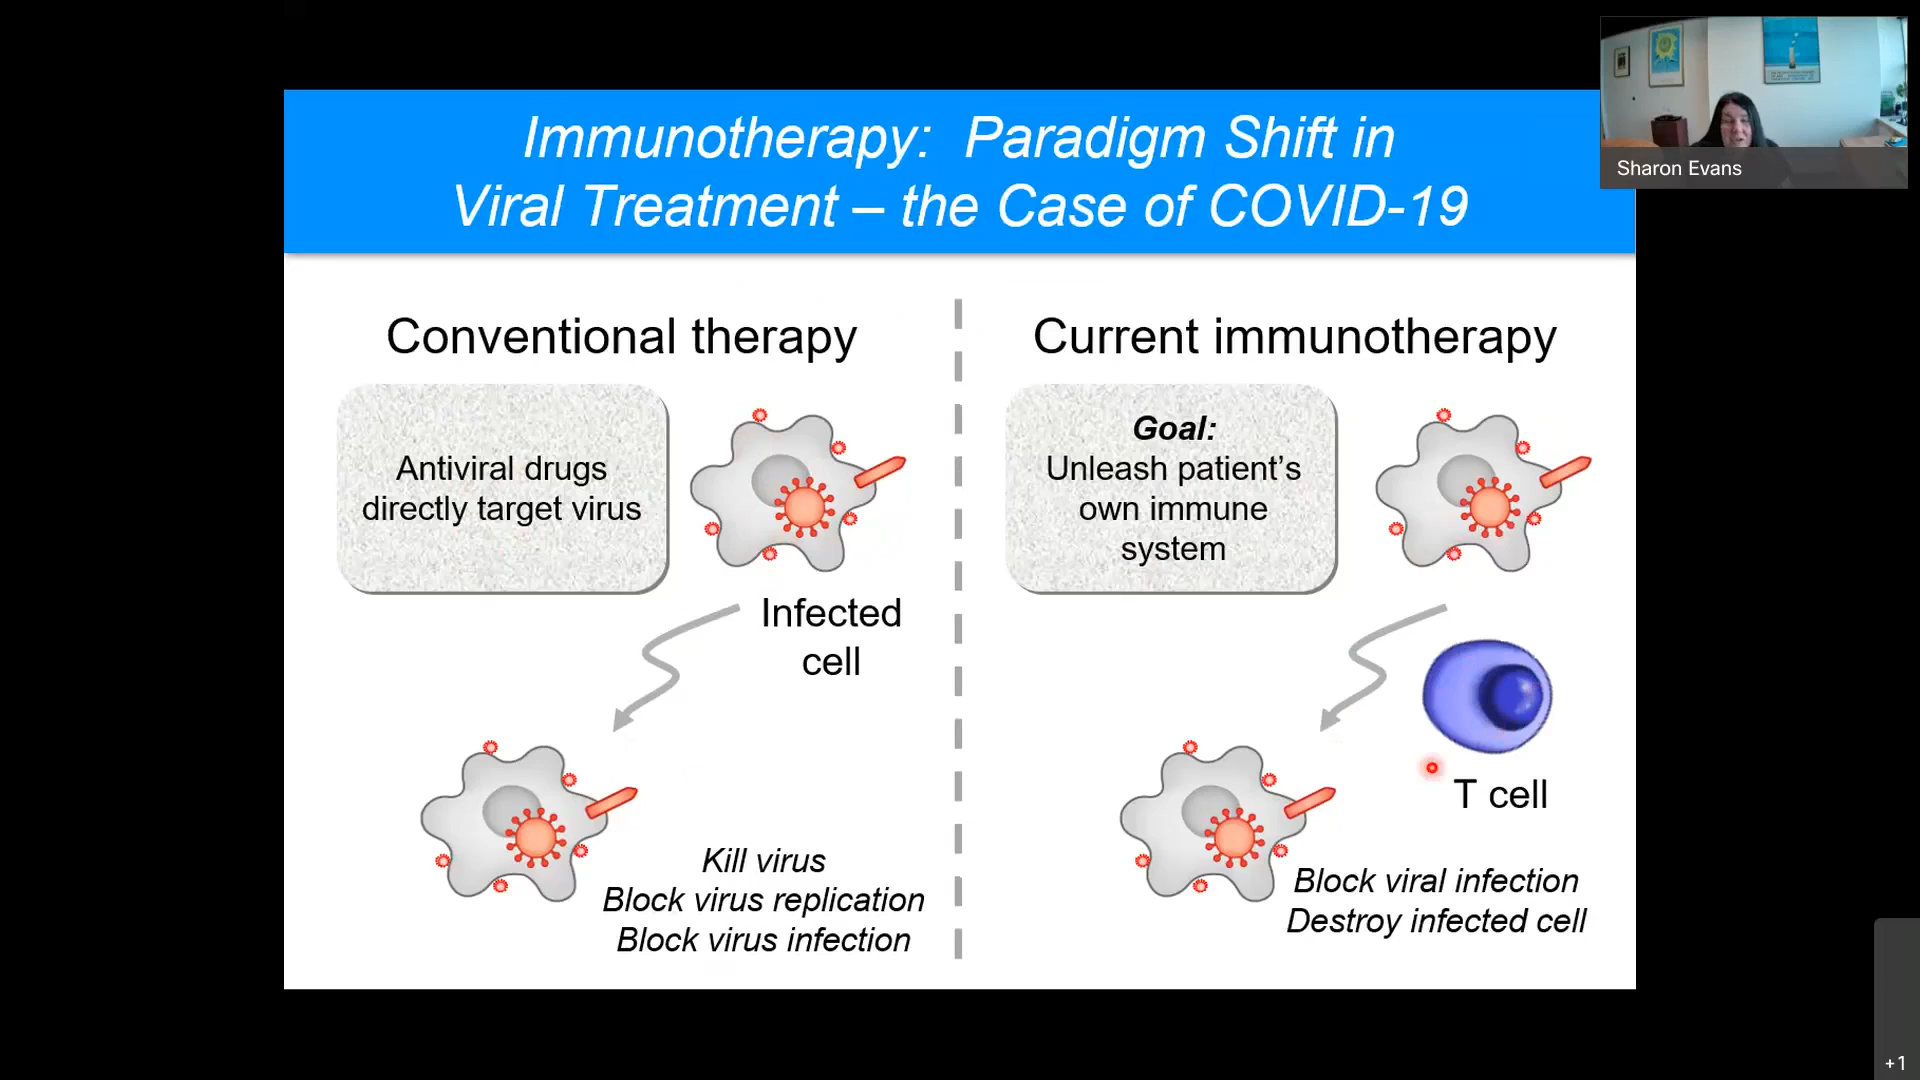 Immunotherapy: Paradigm Shift in
Viral Treatment – the Case of COVID-19
Sharon Evans
Conventional therapy
Antiviral drugs
directly target virus
Infected
cell
Kill virus
Block virus replication
Block virus infection
Current immunotherapy
Goal:
Unleash patient's
own immune
system
T cell
Block viral infection
Destroy infected cell
+1